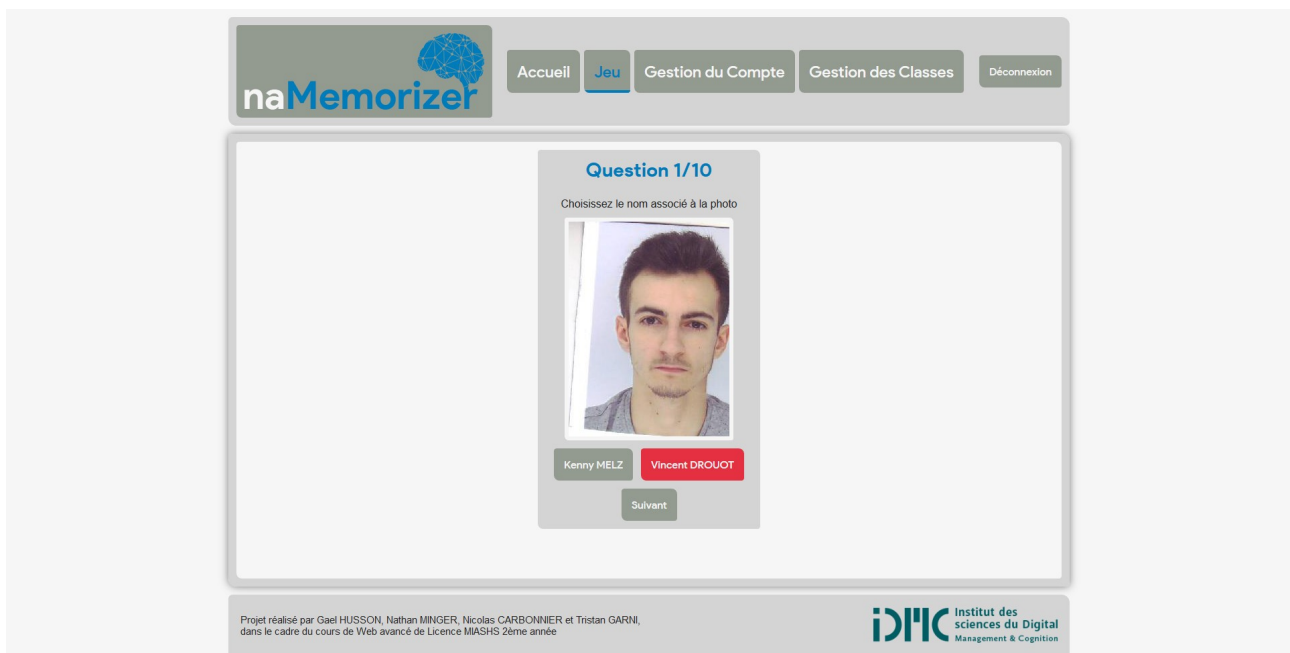 naMemorizer
Accueil
Jeu
Gestion du Compte
Gestion des Classes
Déconnexion
Question 1/10
Choisissez le nom associé à la photo
Kenny MELZ
Vincent DROUOT
Suivant
Projet réalisé par Gael HUSSON, Nathan MINGER, Nicolas CARBONNIER et Tristan GARNI,
dans le cadre du cours de Web avancé de Licence MIASHS 2ème année
IDMC
Institut des
sciences du Digital
Management & Cognition